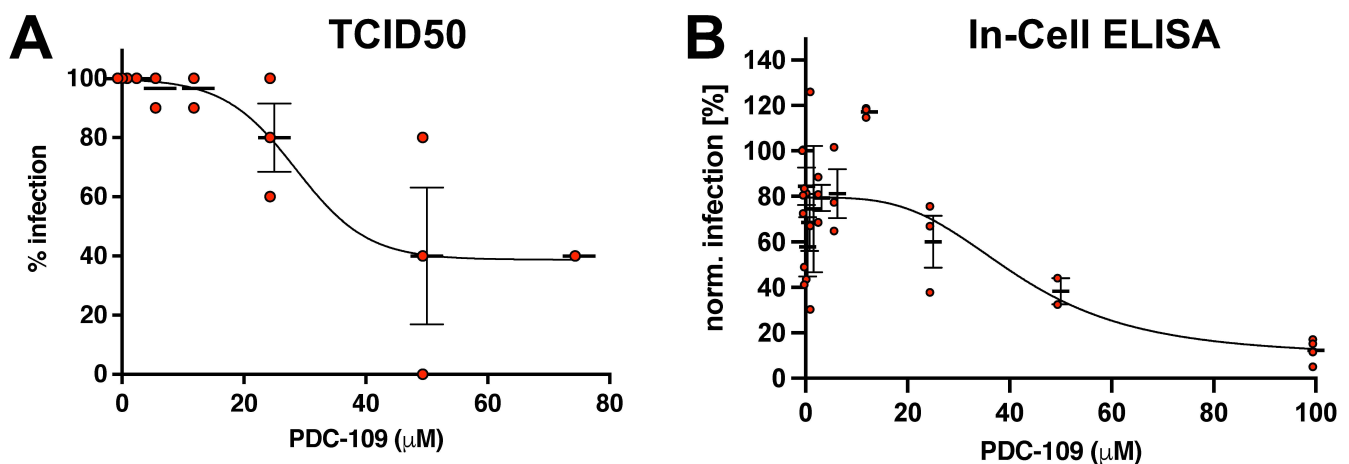 A
TCID50
100
80
60
40
20
0
% infection
0 20 40 60 80
PDC-109 (μM)
B
In-Cell ELISA
140
120
100
80
60
40
20
0
norm. infection [%]
0 20 40 60 80 100
PDC-109 (μM)